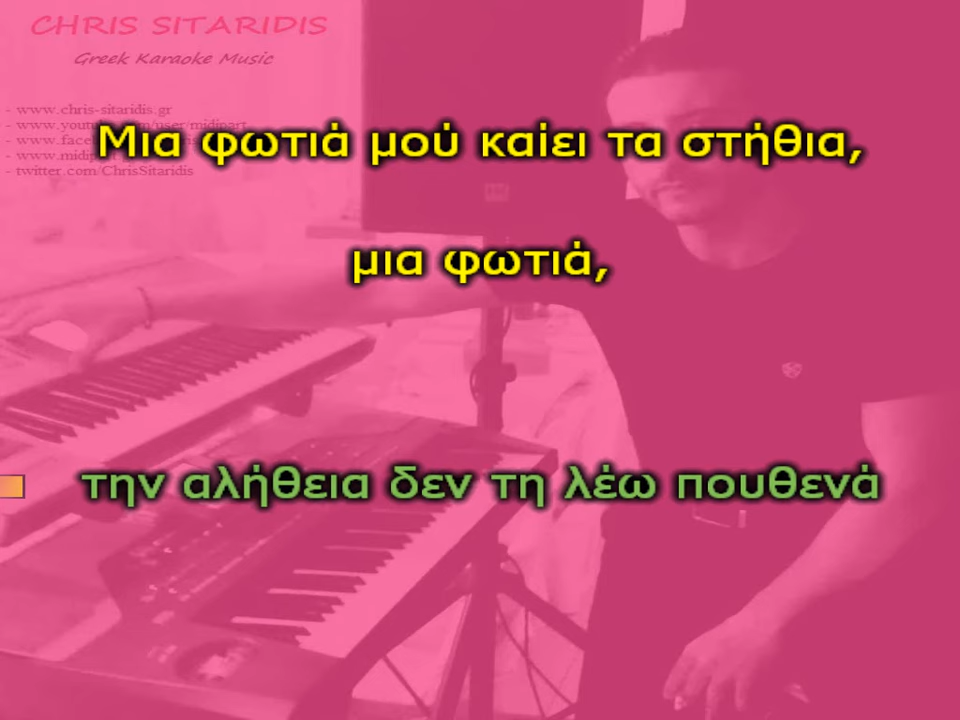 CHRIS SITARIDIS
Greek Karaoke Music
- www.chris-sitaridis.gr
- twitter.com/ChrisSitaridis
Μια φωτιά μού καίει τα στήθια,
μια φωτιά,
την αλήθεια δεν τη λέω πουθενά